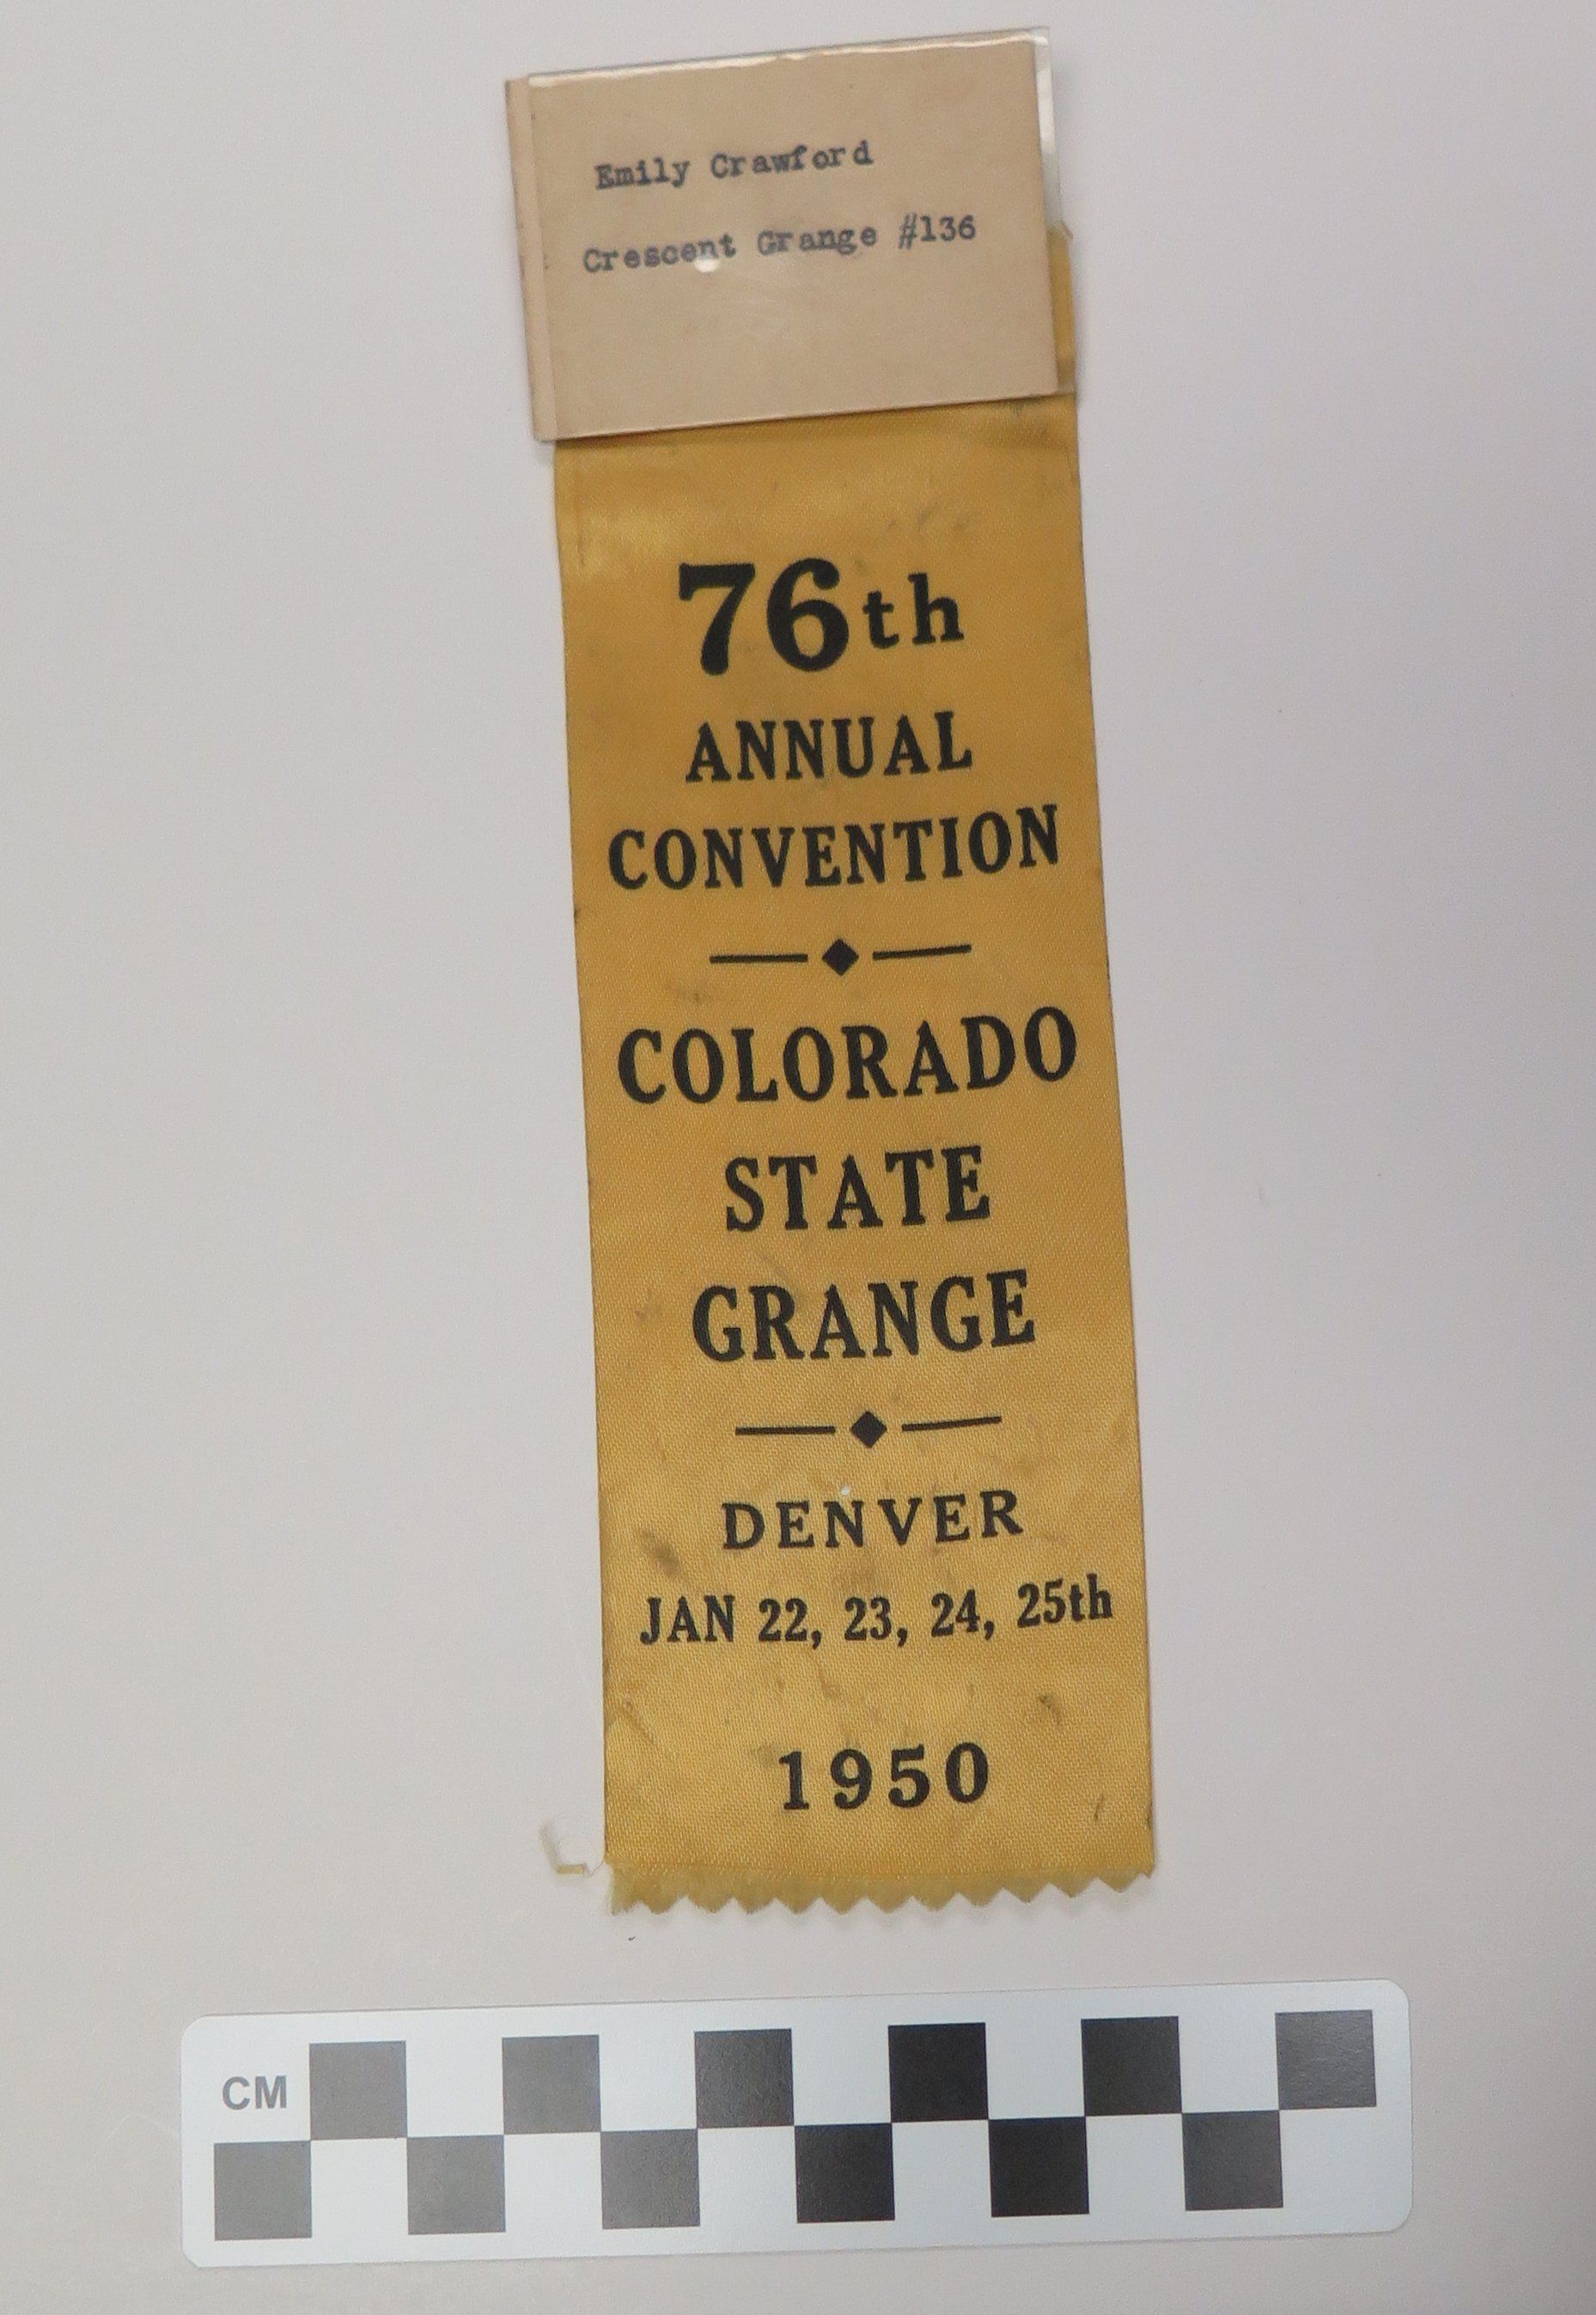 Emily Crawford
Crescent Grange #136
76th
ANNUAL
CONVENTION
COLORADO
STATE
GRANGE
DENVER
JAN 22, 23, 24, 25th
1950
CM